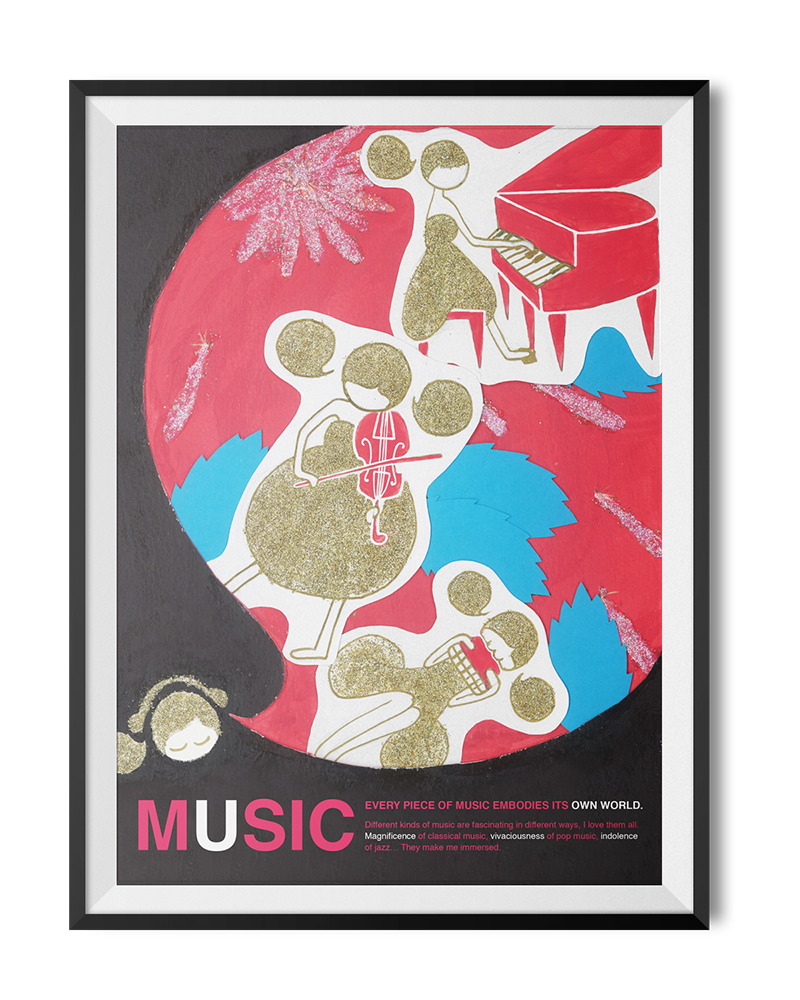 MUSIC
EVERY PIECE OF MUSIC EMBODIES ITS OWN WORLD.
Different kinds of music are fascinating in different ways, I love them all.
Magnificence of classical music, vivaciousness of pop music, indolence
of jazz... They make me immersed.